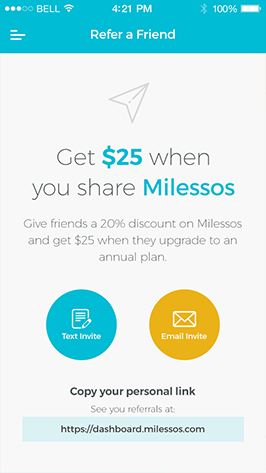 BELL 4:21 PM 100%
Refer a Friend
Get $25 when
you share Milessos
Give friends a 20% discount on Milessos
and get $25 when they upgrade to an
annual plan.
Text Invite Email Invite
Copy your personal link
See you referrals at:
https://dashboard.milessos.com